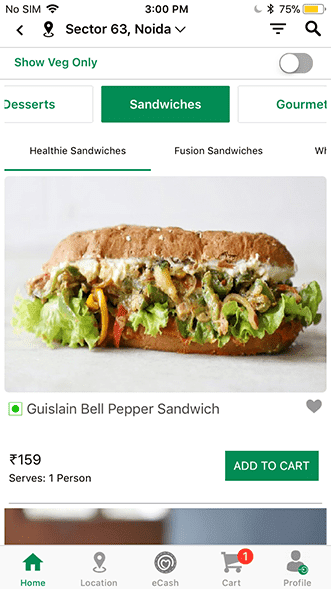 No SIM 3:00 PM 75%
Sector 63, Noida
Show Veg Only
Desserts Sandwiches Gourmet
Healthie Sandwiches Fusion Sandwiches Wh
Guislain Bell Pepper Sandwich
₹159
Serves: 1 Person
ADD TO CART
1
Home Location eCash Cart Profile